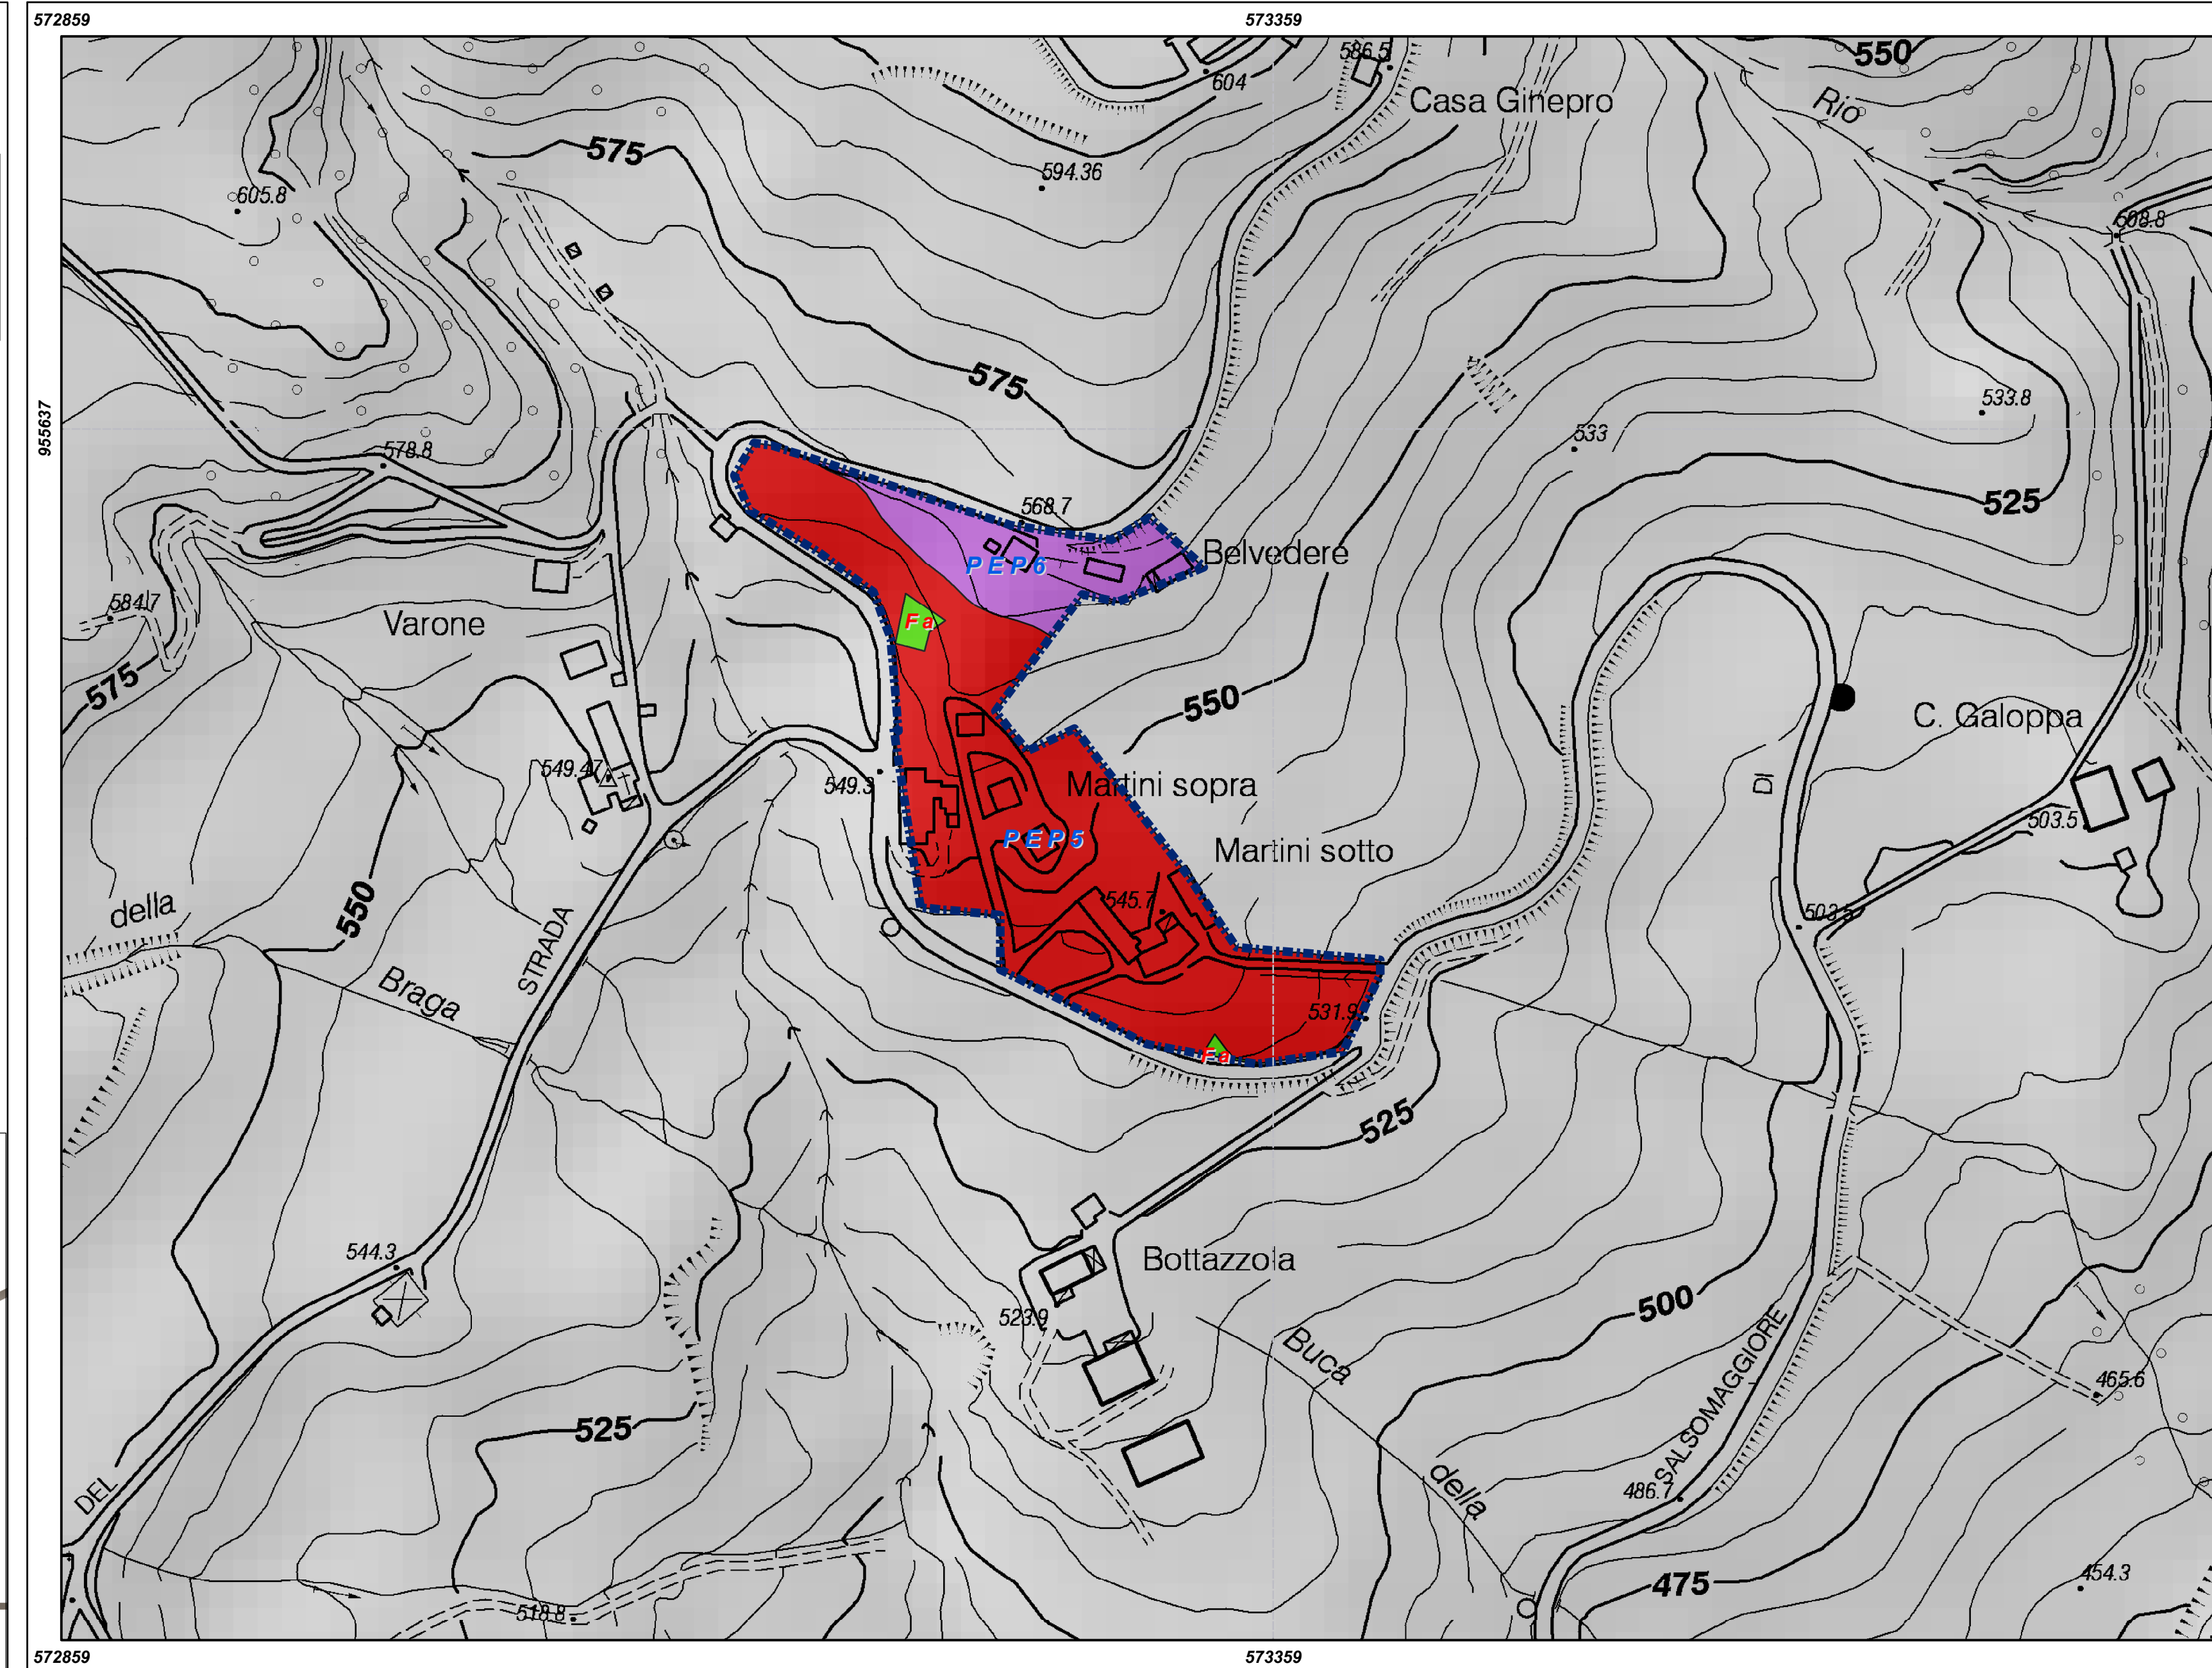 572859
573359
586.5
550
604
Casa Ginepro
Rio
575
594.36
605.8
508.8
575
533.8
955637
533
578.8
525
568.7
Belvedere
P E P 6
584.7
Varone
F a
575
550
C. Galoppa
549.47
549.3
Martini sopra
DI
503.5
P E P 5
Martini sotto
550
della
545.7
503.5
STRADA
Braga
531.9
F a
525
544.3
Bottazzola
500
523.9
Buca
SALSOMAGGIORE
465.6
525
della
486.7
DEL
475
454.3
518.8
572859
573359